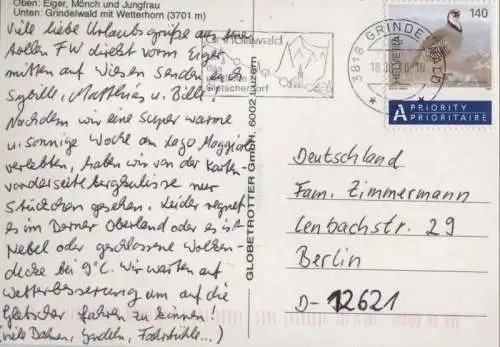 Oben: Eiger, Mönch und Jungfrau
Unten: Grindelwald mit Wetterhorn (3701 m)
Viele liebe Urlaubsgrüße aus einer
tollen FW direkt vorm Eiger
mitten auf Wiesen senden euch
Sybille, Matthias u. Billi!
Nachdem wir eine super warme
u. sonnige Woche am Lago Maggiore
verlebten, haben wir von der Karten-
vorderseite Bergkulisse nur
Stückchen gesehen. Leider regnet
es im Berner Oberland oder es ist
Nebel oder geschlossene Wolken-
decke bei 9°C. Wir warten auf
Wetterbesserung um auf die
Gletscher fahren zu können!
(viele Bahnen, Gondeln, Fahrstühle...)
Grindelwald
Gletscherdorf
GLOBETROTTER GmbH, 6002 Luzern
3818 GRINDELWALD
140
HELVETIA
A PRIORITY
PRIORITAIRE
Deutschland
Fam. Zimmermann
Lenbachstr. 29
Berlin
D-12621